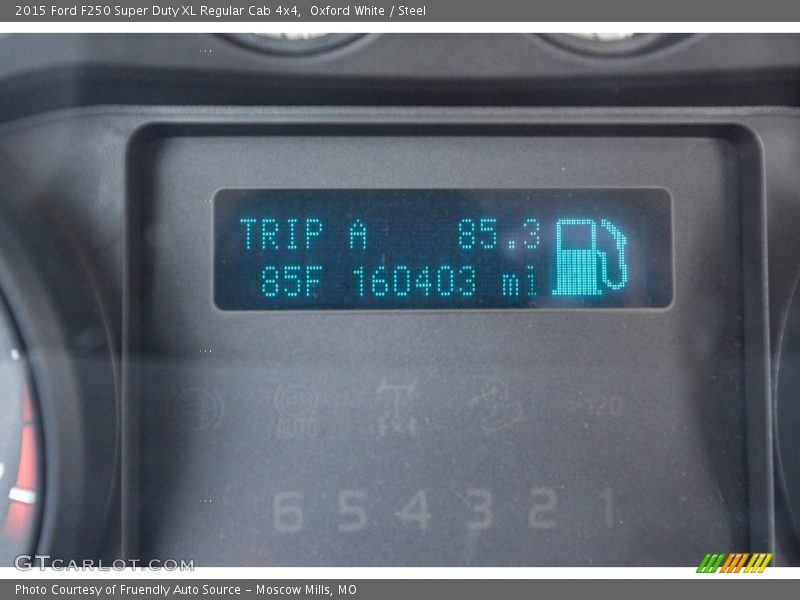 2015 Ford F250 Super Duty XL Regular Cab 4x4,  Oxford White / Steel
TRIP A 85.3
85F 160403 mi
AUTO 4x4 >120
6 5 4 3 2 1
GTCARLOT.COM
Photo Courtesy of Fruendly Auto Source – Moscow Mills, MO